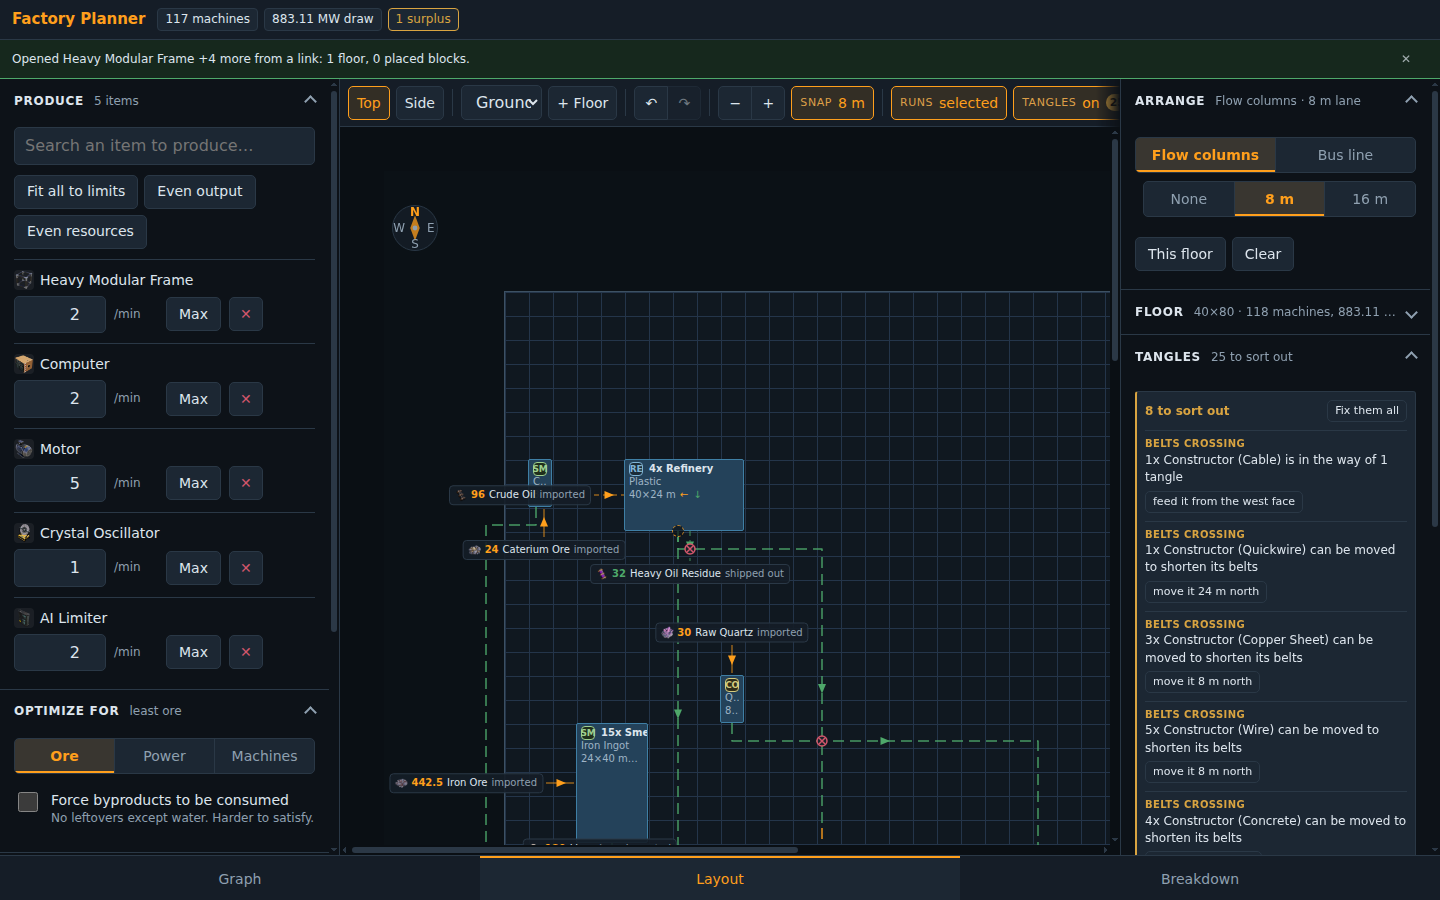 Factory Planner
117 machines
883.11 MW draw
1 surplus
Opened Heavy Modular Frame +4 more from a link: 1 floor, 0 placed blocks.
×
PRODUCE 5 items
Search an item to produce...
Fit all to limits
Even output
Even resources
Heavy Modular Frame
2 /min Max ×
Computer
2 /min Max ×
Motor
5 /min Max ×
Crystal Oscillator
1 /min Max ×
AI Limiter
2 /min Max ×
OPTIMIZE FOR least ore
Ore
Power
Machines
Force byproducts to be consumed
No leftovers except water. Harder to satisfy.
Top
Side
Ground
+ Floor
↶
↷
−
+
SNAP 8 m
RUNS selected
TANGLES on
N
W E
S
SM
C..
RE 4x Refinery
Plastic
40×24 m ← ↓
96 Crude Oil imported
24 Caterium Ore imported
32 Heavy Oil Residue shipped out
30 Raw Quartz imported
CO
Q..
8..
SM 15x Sme
Iron Ingot
24×40 m...
442.5 Iron Ore imported
ARRANGE Flow columns · 8 m lane
Flow columns
Bus line
None
8 m
16 m
This floor
Clear
FLOOR 40×80 · 118 machines, 883.11 ...
TANGLES 25 to sort out
8 to sort out
Fix them all
BELTS CROSSING
1x Constructor (Cable) is in the way of 1
tangle
feed it from the west face
BELTS CROSSING
1x Constructor (Quickwire) can be moved
to shorten its belts
move it 24 m north
BELTS CROSSING
3x Constructor (Copper Sheet) can be
moved to shorten its belts
move it 8 m north
BELTS CROSSING
5x Constructor (Wire) can be moved to
shorten its belts
move it 8 m north
BELTS CROSSING
4x Constructor (Concrete) can be moved to
shorten its belts
Graph
Layout
Breakdown